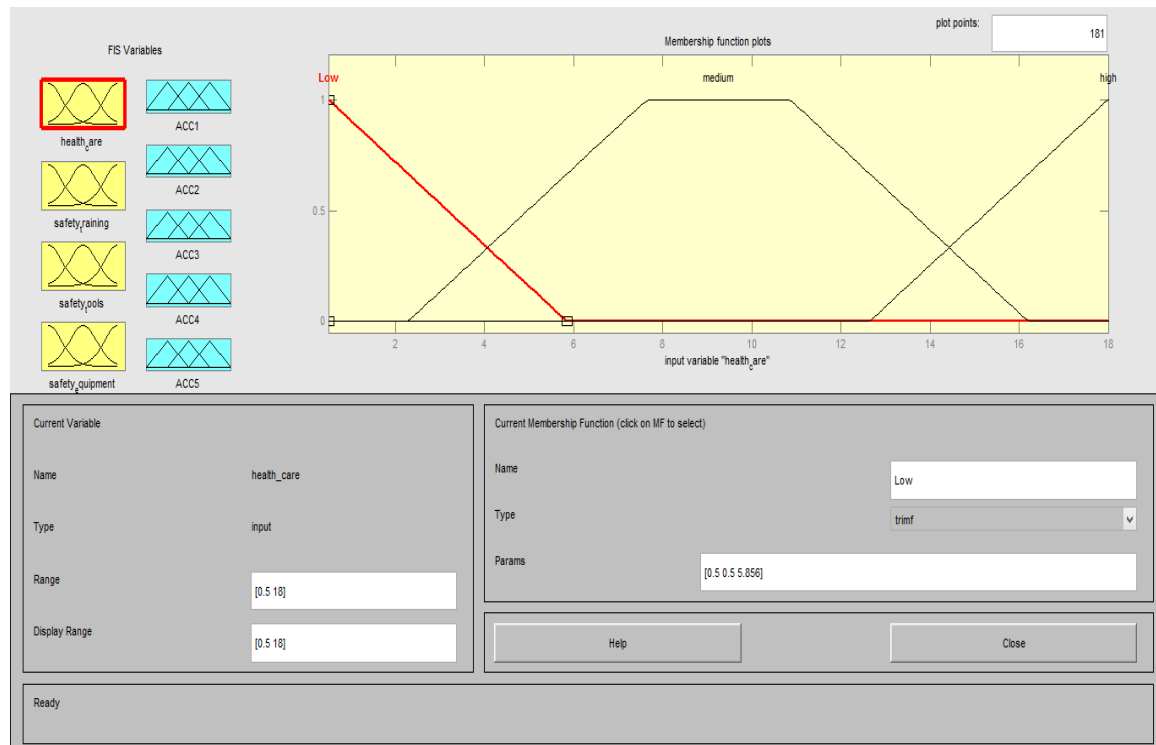 plot points:
181
FIS Variables
Membership function plots
health_care
safety_training
safety_tools
safety_equipment
ACC1
ACC2
ACC3
ACC4
ACC5
Low
medium
high
1
0.5
0
2 4 6 8 10 12 14 16 18
input variable "health_care"
Current Variable
Name health_care
Type input
Range [0.5 18]
Display Range [0.5 18]
Current Membership Function (click on MF to select)
Name Low
Type trimf
Params [0.5 0.5 5.856]
Help Close
Ready